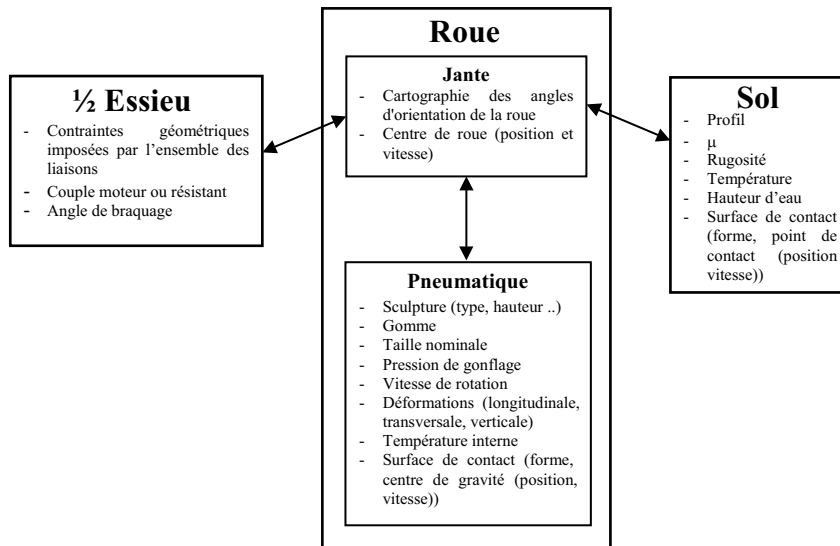 ½ Essieu
- Contraintes géométriques
imposées par l'ensemble des
liaisons
- Couple moteur ou résistant
- Angle de braquage
Roue
Jante
- Cartographie des angles
d'orientation de la roue
- Centre de roue (position et
vitesse)
Pneumatique
- Sculpture (type, hauteur ..)
- Gomme
- Taille nominale
- Pression de gonflage
- Vitesse de rotation
- Déformations (longitudinale,
transversale, verticale)
- Température interne
- Surface de contact (forme,
centre de gravité (position,
vitesse))
Sol
- Profil
- µ
- Rugosité
- Température
- Hauteur d'eau
- Surface de contact
(forme, point de
contact (position
vitesse))